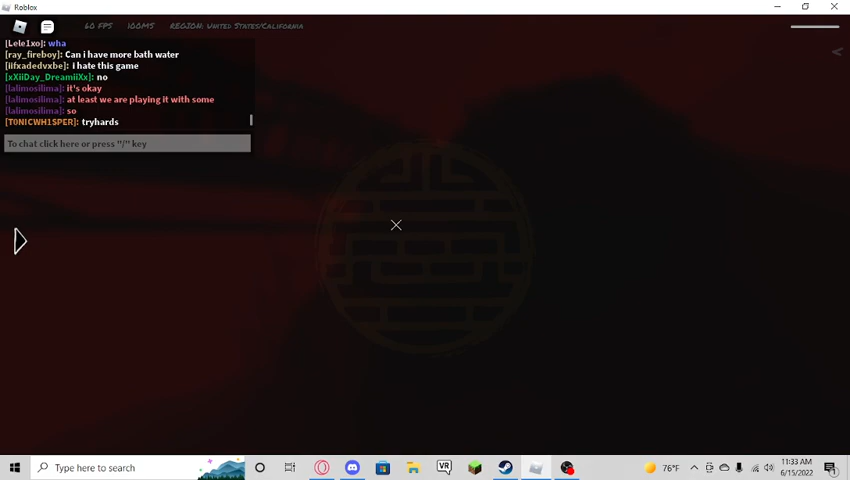 Roblox
60 FPS 100MS REGION: United States/California
[Lele1xo]: wha
[ray_fireboy]: Can i have more bath water
[iifxadedvxbe]: i hate this game
[xXiiDay_DreamiiXx]: no
[lalimosilima]: it's okay
[lalimosilima]: at least we are playing it with some
[lalimosilima]: so
[T0NICWH1SPER]: tryhards
To chat click here or press "/" key
Type here to search
VR
76°F
11:33 AM
6/15/2022
1